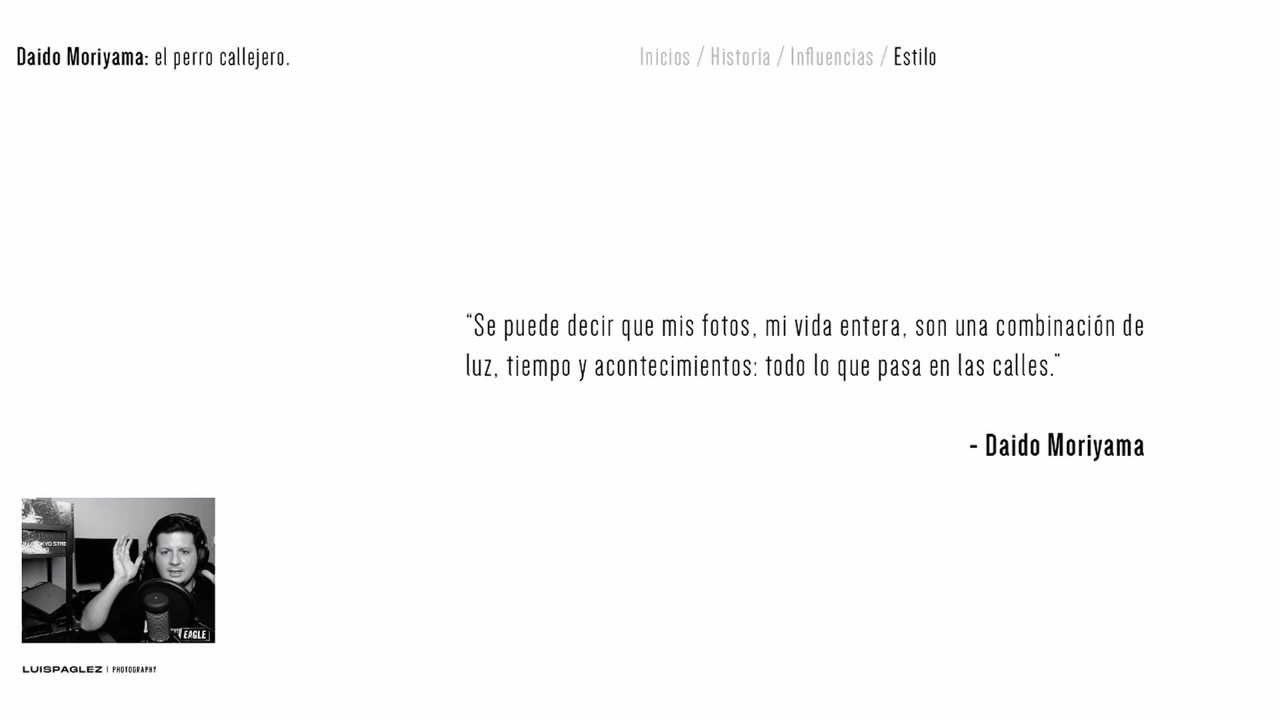 Daido Moriyama: el perro callejero.
Inicios / Historia / Influencias / Estilo
“Se puede decir que mis fotos, mi vida entera, son una combinación de
luz, tiempo y acontecimientos: todo lo que pasa en las calles.”
- Daido Moriyama
EAGLE
LUISPAGLEZ | PHOTOGRAPHY